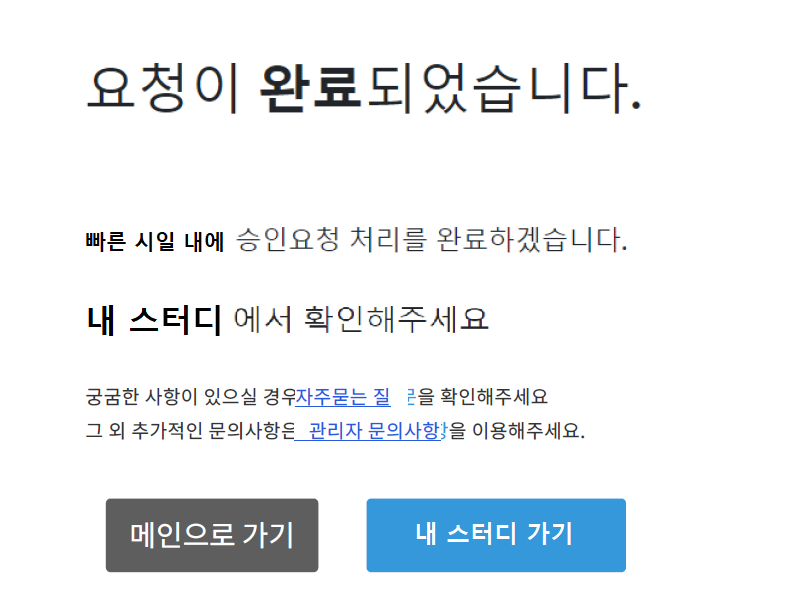 요청이 완료되었습니다.
빠른 시일 내에 승인요청 처리를 완료하겠습니다.
내 스터디 에서 확인해주세요
궁굼한 사항이 있으실 경우자주묻는 질 문을 확인해주세요
그 외 추가적인 문의사항은 관리자 문의사항을 이용해주세요.
메인으로 가기
내 스터디 가기